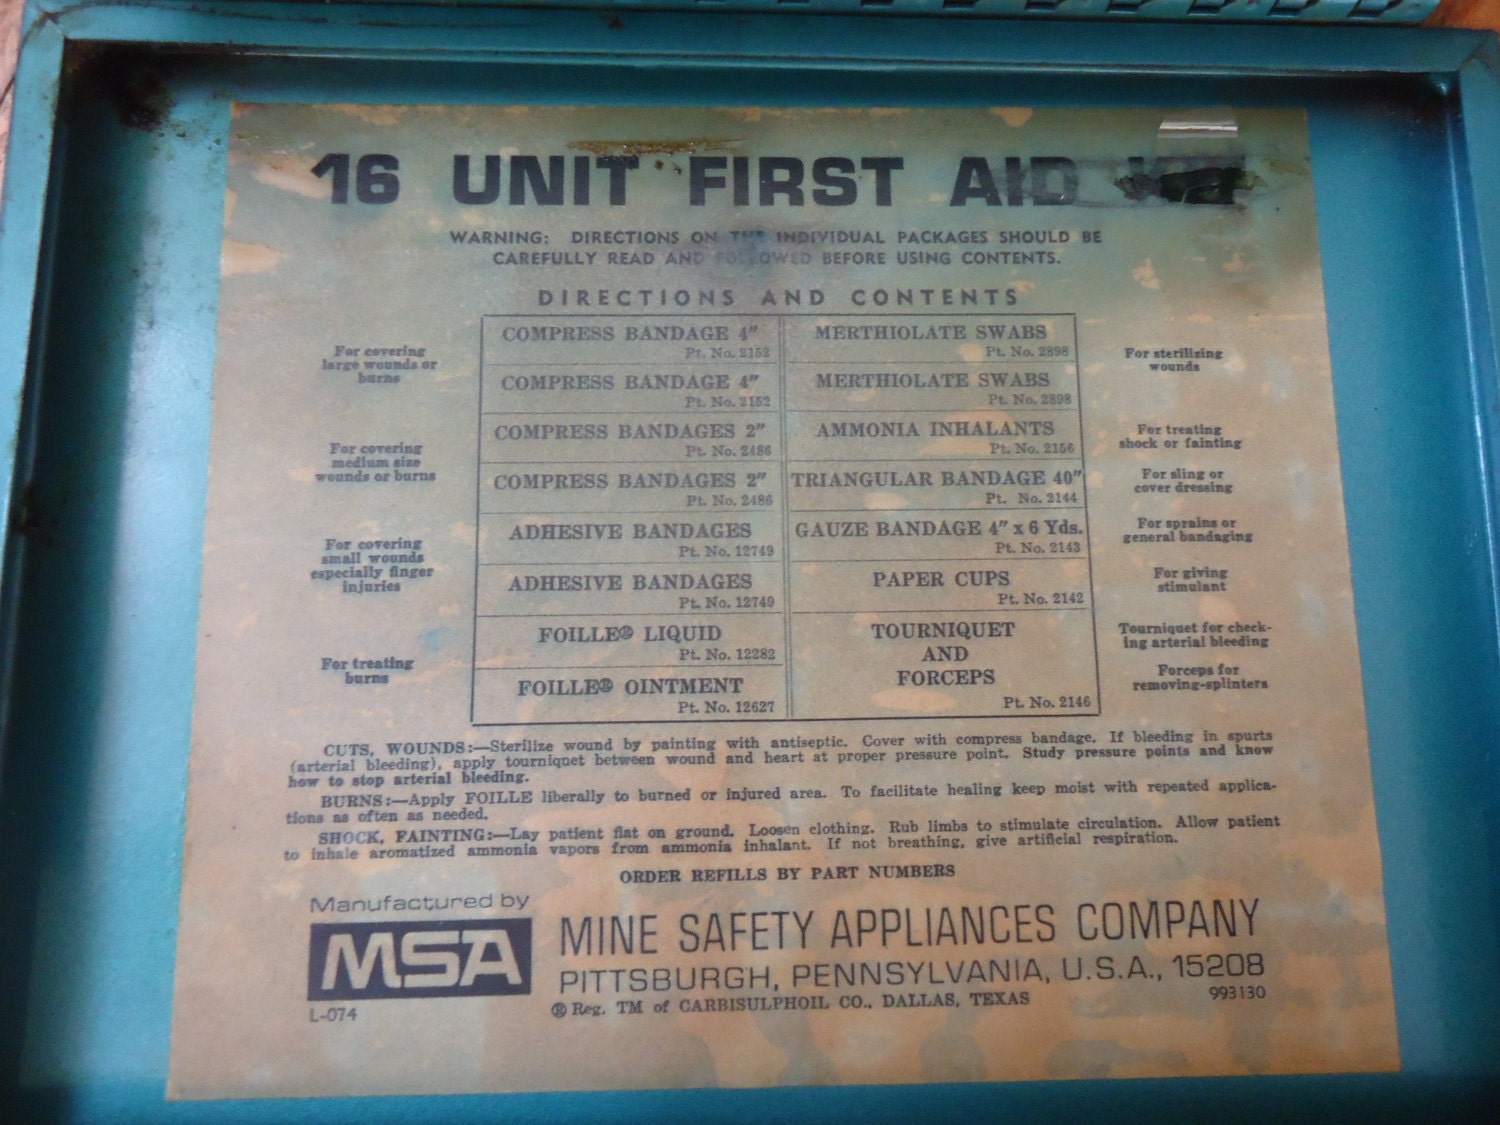 16 UNIT FIRST AID KIT
WARNING: DIRECTIONS ON THE INDIVIDUAL PACKAGES SHOULD BE
CAREFULLY READ AND FOLLOWED BEFORE USING CONTENTS.
DIRECTIONS AND CONTENTS
For covering
large wounds or
burns
For covering
medium size
wounds or burns
For covering
small wounds
especially finger
injuries
For treating
burns
COMPRESS BANDAGE 4"
Pt. No. 2152
COMPRESS BANDAGE 4"
Pt. No. 2152
COMPRESS BANDAGES 2"
Pt. No. 2486
COMPRESS BANDAGES 2"
Pt. No. 2486
ADHESIVE BANDAGES
Pt. No. 12749
ADHESIVE BANDAGES
Pt. No. 12749
FOILLE® LIQUID
Pt. No. 12282
FOILLE® OINTMENT
Pt. No. 12627
MERTHIOLATE SWABS
Pt. No. 2898
MERTHIOLATE SWABS
Pt. No. 2898
AMMONIA INHALANTS
Pt. No. 2156
TRIANGULAR BANDAGE 40"
Pt. No. 2144
GAUZE BANDAGE 4" x 6 Yds.
Pt. No. 2143
PAPER CUPS
Pt. No. 2142
TOURNIQUET
AND
FORCEPS
Pt. No. 2146
For sterilizing
wounds
For treating
shock or fainting
For sling or
cover dressing
For sprains or
general bandaging
For giving
stimulant
Tourniquet for check-
ing arterial bleeding
Forceps for
removing-splinters
CUTS, WOUNDS:—Sterilize wound by painting with antiseptic. Cover with compress bandage. If bleeding in spurts
(arterial bleeding), apply tourniquet between wound and heart at proper pressure point. Study pressure points and know
how to stop arterial bleeding.
BURNS:—Apply FOILLE liberally to burned or injured area. To facilitate healing keep moist with repeated applica-
tions as often as needed.
SHOCK, FAINTING:—Lay patient flat on ground. Loosen clothing. Rub limbs to stimulate circulation. Allow patient
to inhale aromatized ammonia vapors from ammonia inhalant. If not breathing, give artificial respiration.
ORDER REFILLS BY PART NUMBERS
Manufactured by
MSA
L-074
MINE SAFETY APPLIANCES COMPANY
PITTSBURGH, PENNSYLVANIA, U.S.A., 15208
® Reg. TM of CARBISULPHOIL CO., DALLAS, TEXAS
993130